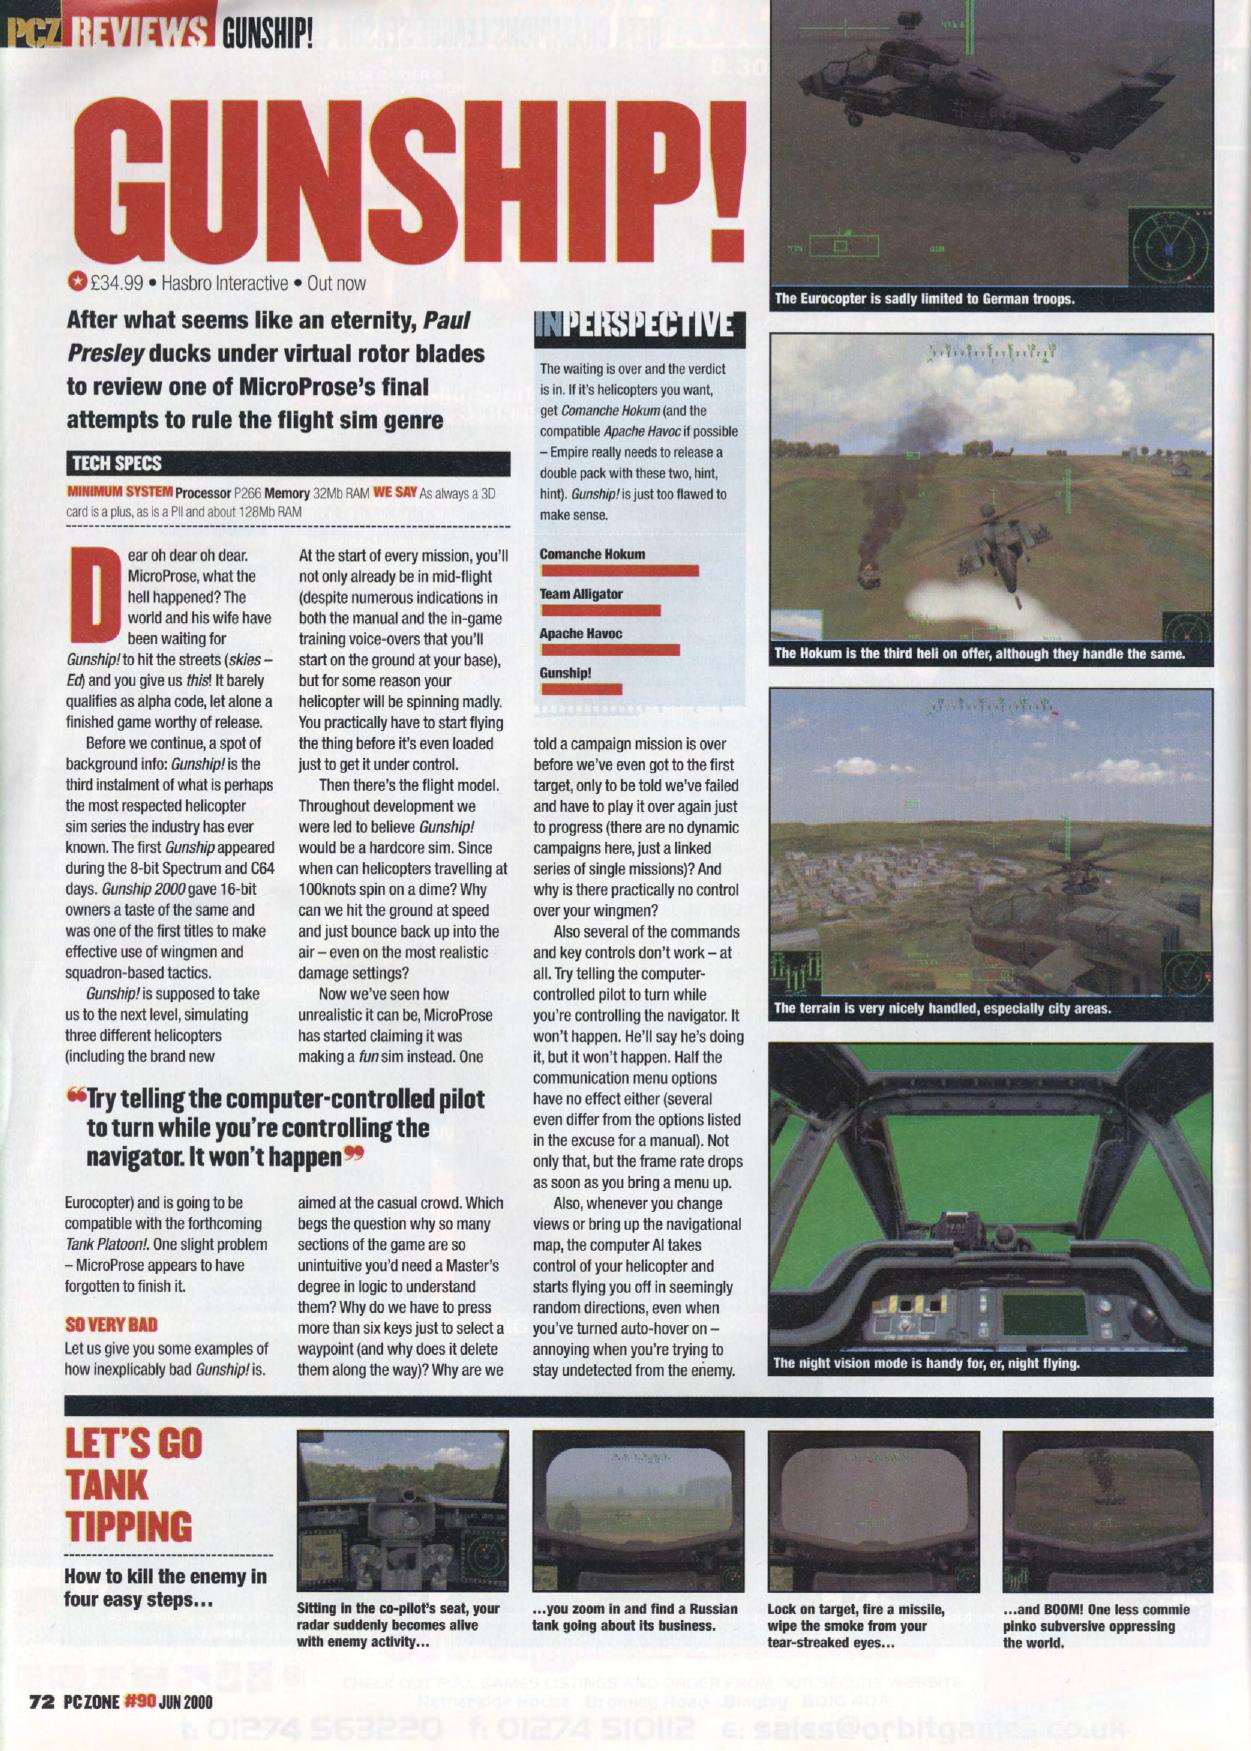 PCZ REVIEWS GUNSHIP!
GUNSHIP!
£34.99 • Hasbro Interactive • Out now
After what seems like an eternity, Paul
Presley ducks under virtual rotor blades
to review one of MicroProse's final
attempts to rule the flight sim genre
TECH SPECS
MINIMUM SYSTEM Processor P266 Memory 32Mb RAM WE SAY As always a 3D
card is a plus, as is a PII and about 128Mb RAM
Dear oh dear oh dear.
MicroProse, what the
hell happened? The
world and his wife have
been waiting for
Gunship! to hit the streets (skies –
Ed) and you give us this! It barely
qualifies as alpha code, let alone a
finished game worthy of release.
Before we continue, a spot of
background info: Gunship! is the
third instalment of what is perhaps
the most respected helicopter
sim series the industry has ever
known. The first Gunship appeared
during the 8-bit Spectrum and C64
days. Gunship 2000 gave 16-bit
owners a taste of the same and
was one of the first titles to make
effective use of wingmen and
squadron-based tactics.
Gunship! is supposed to take
us to the next level, simulating
three different helicopters
(including the brand new
Eurocopter) and is going to be
compatible with the forthcoming
Tank Platoon!. One slight problem
– MicroProse appears to have
forgotten to finish it.
SO VERY BAD
Let us give you some examples of
how inexplicably bad Gunship! is.
At the start of every mission, you'll
not only already be in mid-flight
(despite numerous indications in
both the manual and the in-game
training voice-overs that you'll
start on the ground at your base),
but for some reason your
helicopter will be spinning madly.
You practically have to start flying
the thing before it's even loaded
just to get it under control.
Then there's the flight model.
Throughout development we
were led to believe Gunship!
would be a hardcore sim. Since
when can helicopters travelling at
100knots spin on a dime? Why
can we hit the ground at speed
and just bounce back up into the
air – even on the most realistic
damage settings?
Now we've seen how
unrealistic it can be, MicroProse
has started claiming it was
making a fun sim instead. One
aimed at the casual crowd. Which
begs the question why so many
sections of the game are so
unintuitive you'd need a Master's
degree in logic to understand
them? Why do we have to press
more than six keys just to select a
waypoint (and why does it delete
them along the way)? Why are we
"Try telling the computer-controlled pilot
to turn while you're controlling the
navigator. It won't happen"
INPERSPECTIVE
The waiting is over and the verdict
is in. If it's helicopters you want,
get Comanche Hokum (and the
compatible Apache Havoc if possible
– Empire really needs to release a
double pack with these two, hint,
hint). Gunship! is just too flawed to
make sense.
Comanche Hokum
Team Alligator
Apache Havoc
Gunship!
told a campaign mission is over
before we've even got to the first
target, only to be told we've failed
and have to play it over again just
to progress (there are no dynamic
campaigns here, just a linked
series of single missions)? And
why is there practically no control
over your wingmen?
Also several of the commands
and key controls don't work – at
all. Try telling the computer-
controlled pilot to turn while
you're controlling the navigator. It
won't happen. He'll say he's doing
it, but it won't happen. Half the
communication menu options
have no effect either (several
even differ from the options listed
in the excuse for a manual). Not
only that, but the frame rate drops
as soon as you bring a menu up.
Also, whenever you change
views or bring up the navigational
map, the computer AI takes
control of your helicopter and
starts flying you off in seemingly
random directions, even when
you've turned auto-hover on –
annoying when you're trying to
stay undetected from the enemy.
The Eurocopter is sadly limited to German troops.
The Hokum is the third heli on offer, although they handle the same.
The terrain is very nicely handled, especially city areas.
The night vision mode is handy for, er, night flying.
LET'S GO
TANK
TIPPING
How to kill the enemy in
four easy steps...
Sitting in the co-pilot's seat, your
radar suddenly becomes alive
with enemy activity...
...you zoom in and find a Russian
tank going about its business.
Lock on target, fire a missile,
wipe the smoke from your
tear-streaked eyes...
...and BOOM! One less commie
pinko subversive oppressing
the world.
72 PCZONE #90 JUN 2000